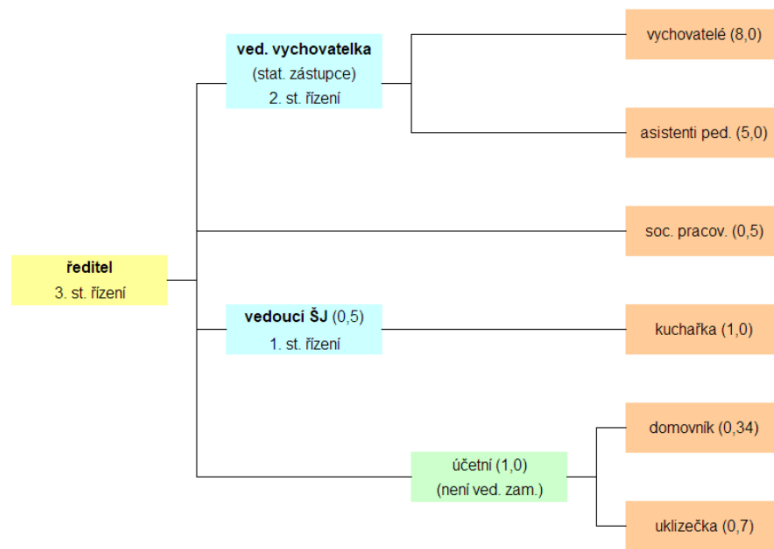 ředitel
3. st. řízení
ved. vychovatelka
(stat. zástupce)
2. st. řízení
vychovatelé (8,0)
asistenti ped. (5,0)
soc. pracov. (0,5)
vedoucí ŠJ (0,5)
1. st. řízení
kuchařka (1,0)
účetní (1,0)
(není ved. zam.)
domovník (0,34)
uklizečka (0,7)